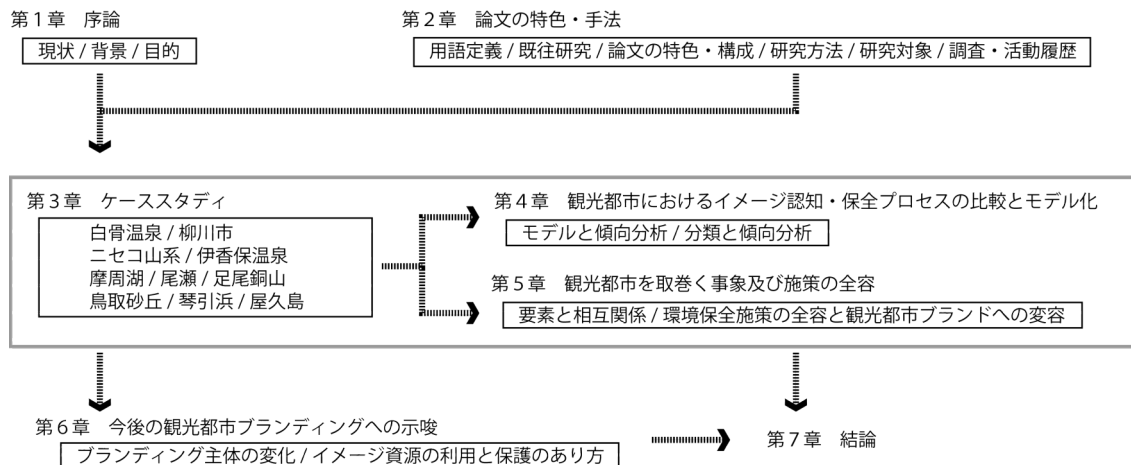 第1章　序論
現状 / 背景 / 目的
第2章　論文の特色・手法
用語定義 / 既往研究 / 論文の特色・構成 / 研究方法 / 研究対象 / 調査・活動履歴
第3章　ケーススタディ
白骨温泉 / 柳川市
ニセコ山系 / 伊香保温泉
摩周湖 / 尾瀬 / 足尾銅山
鳥取砂丘 / 琴引浜 / 屋久島
第4章　観光都市におけるイメージ認知・保全プロセスの比較とモデル化
モデルと傾向分析 / 分類と傾向分析
第5章　観光都市を取巻く事象及び施策の全容
要素と相互関係 / 環境保全施策の全容と観光都市ブランドへの変容
第6章　今後の観光都市ブランディングへの示唆
ブランディング主体の変化 / イメージ資源の利用と保護のあり方
第7章　結論